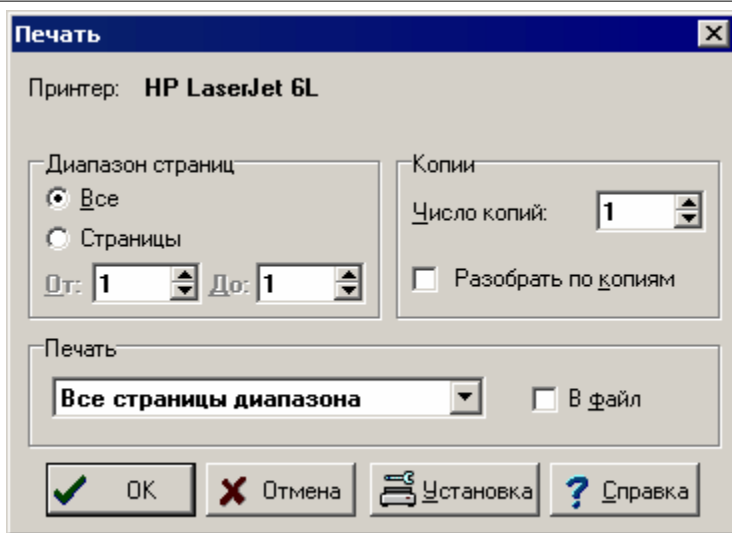 Печать
Принтер: HP LaserJet 6L
Диапазон страниц
Все
Страницы
От: 1 До: 1
Копии
Число копий: 1
Разобрать по копиям
Печать
Все страницы диапазона В файл
OK Отмена Установка Справка